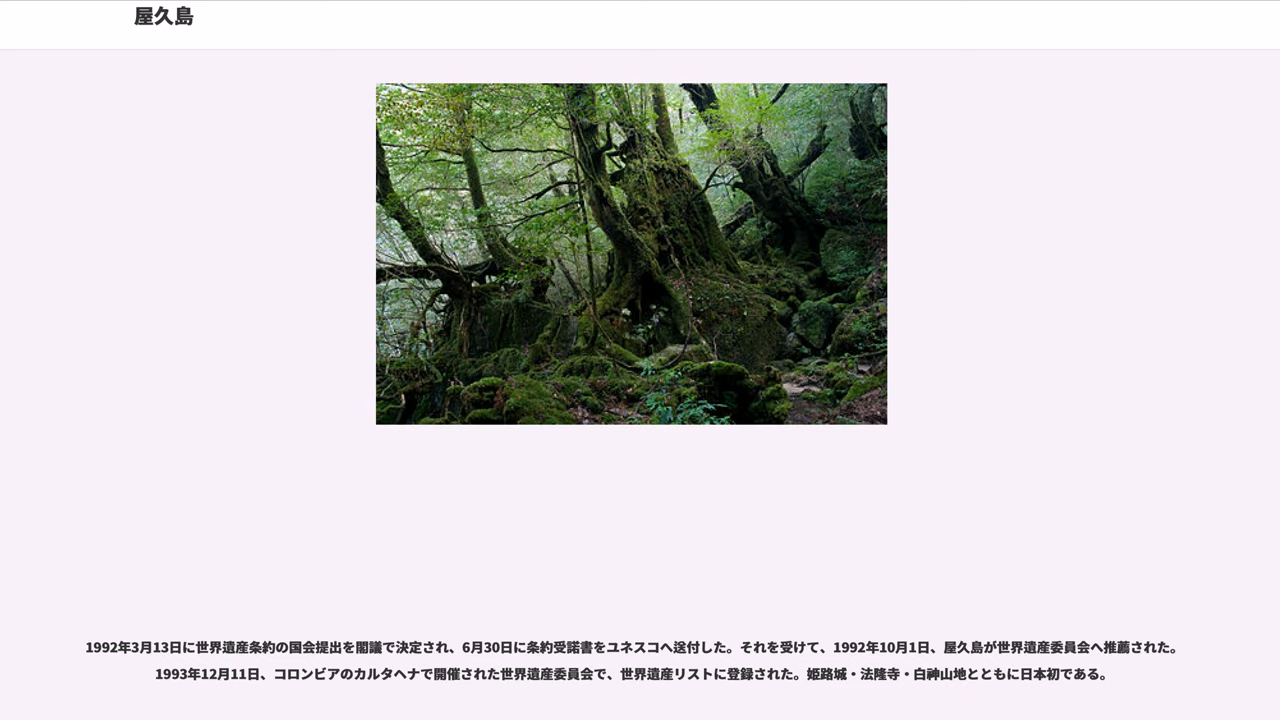 屋久島
1992年3月13日に世界遺産条約の国会提出を閣議で決定され、6月30日に条約受諾書をユネスコへ送付した。それを受けて、1992年10月1日、屋久島が世界遺産委員会へ推薦された。
1993年12月11日、コロンビアのカルタヘナで開催された世界遺産委員会で、世界遺産リストに登録された。姫路城・法隆寺・白神山地とともに日本初である。